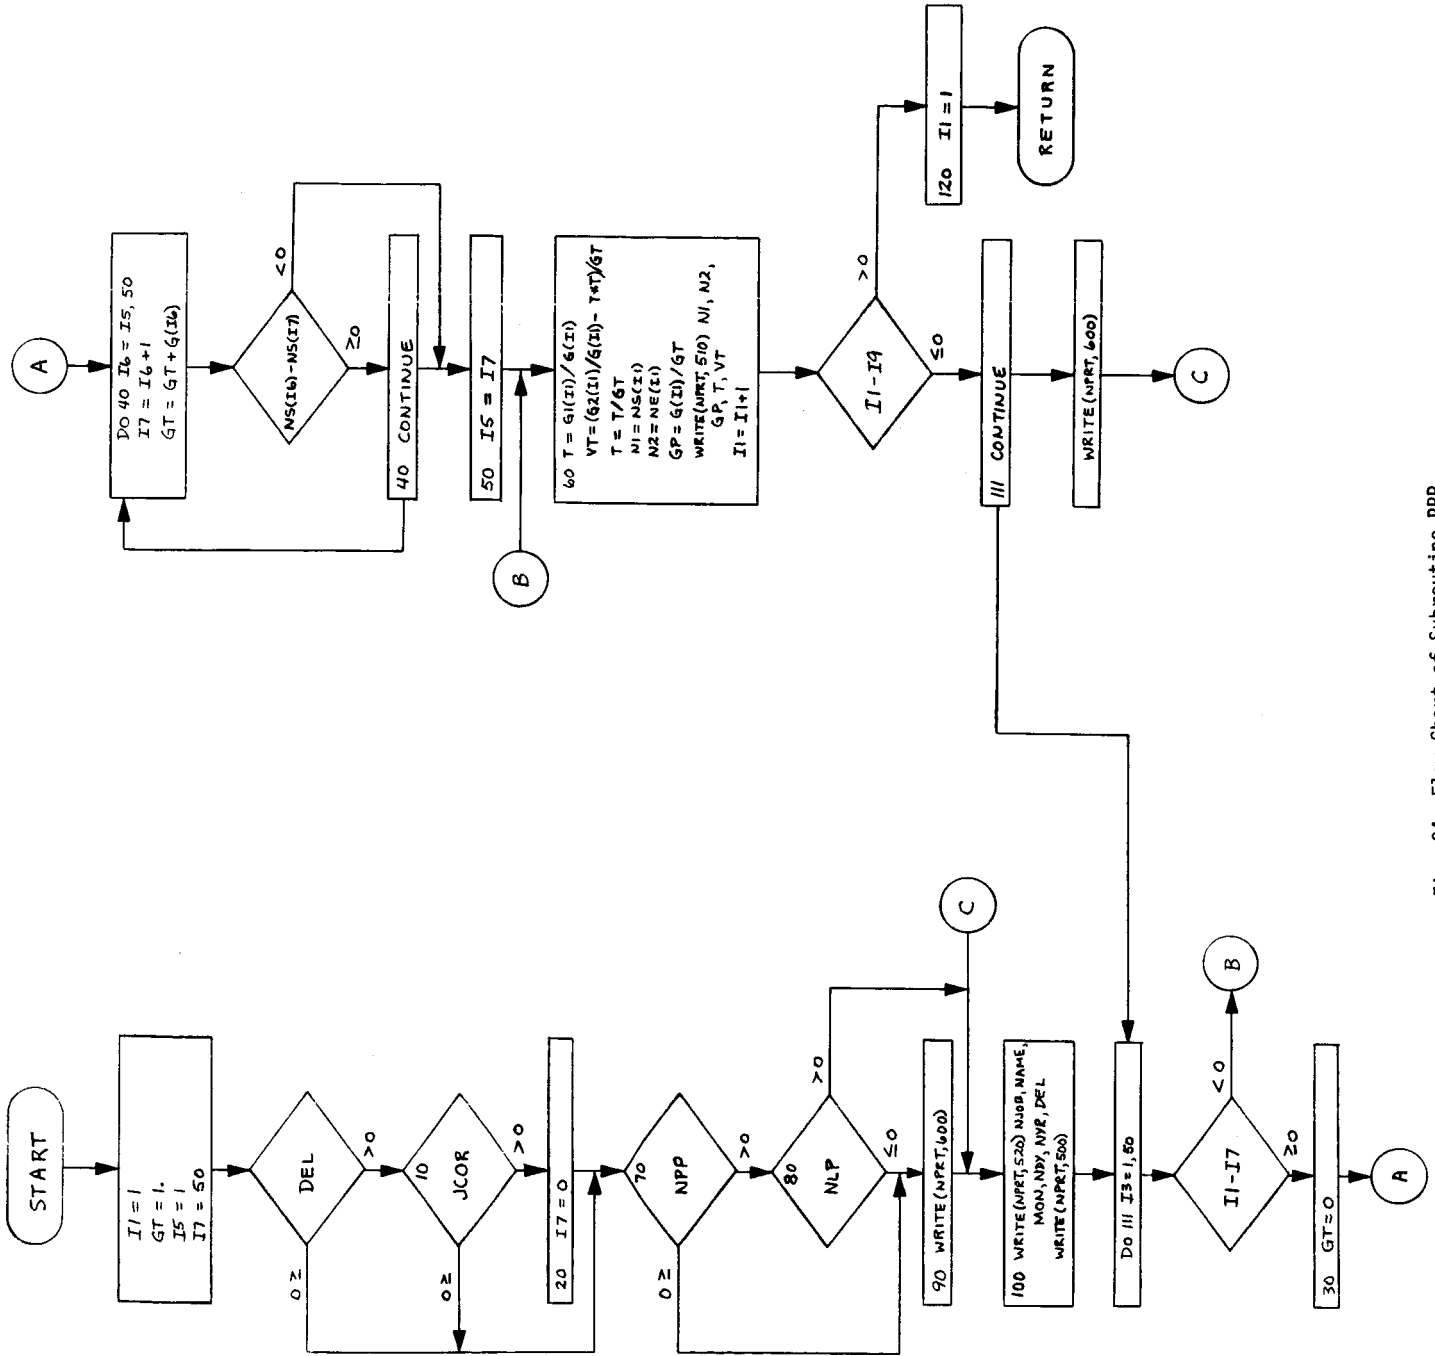 START
I1 = 1
GT = 1.
I5 = 1
I7 = 50
DEL
0≥
>0
10
JCOR
0≥
>0
20 I7 = 0
70
NPP
0≥
>0
80
NLP
>0
≤0
90 WRITE(NPRT,600)
C
100 WRITE(NPRT,520) NJOB, NAME,
MON, NDY, NYR, DEL
WRITE(NPRT,500)
DO 111 I3 = 1,50
I1-I7
<0
B
≥0
30 GT = 0
A
A
DO 40 I6 = I5, 50
I7 = I6+1
GT = GT + G(I6)
NS(I6)-NS(I7)
<0
≥0
40 CONTINUE
50 I5 = I7
B
60 T = G1(I1)/G(I1)
VT = (G2(I1)/G(I1) - T*T)/GT
T = T/GT
N1 = NS(I1)
N2 = NE(I1)
GP = G(I1)/GT
WRITE(NPRT,510) N1, N2,
GP, T, VT
I1 = I1+1
I1-I9
>0
≤0
120 I1 = 1
RETURN
111 CONTINUE
WRITE(NPRT,600)
C